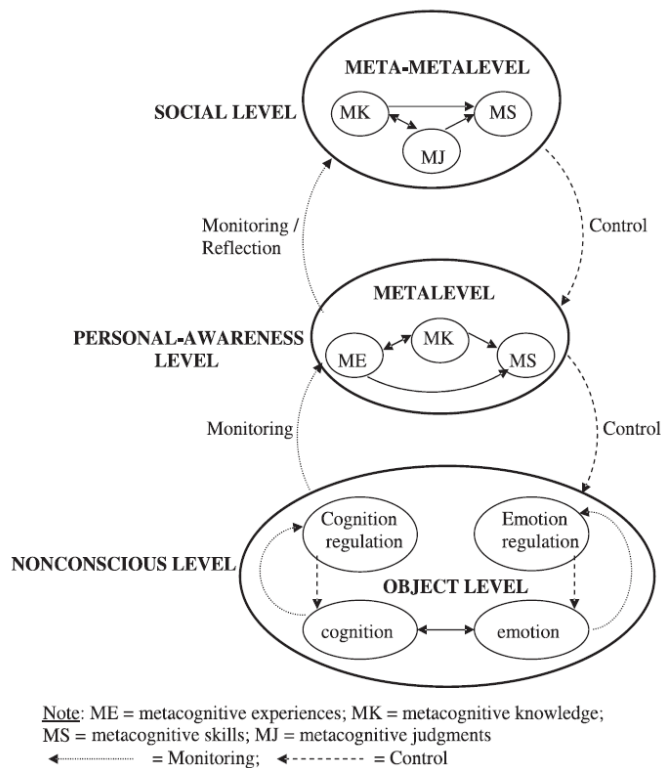 META-METALEVEL
SOCIAL LEVEL
MK
MS
MJ
Monitoring /
Reflection
Control
METALEVEL
PERSONAL-AWARENESS
LEVEL
ME
MK
MS
Monitoring
Control
Cognition
regulation
Emotion
regulation
NONCONSCIOUS LEVEL
OBJECT LEVEL
cognition
emotion
Note: ME = metacognitive experiences; MK = metacognitive knowledge;
MS = metacognitive skills; MJ = metacognitive judgments
= Monitoring; = Control